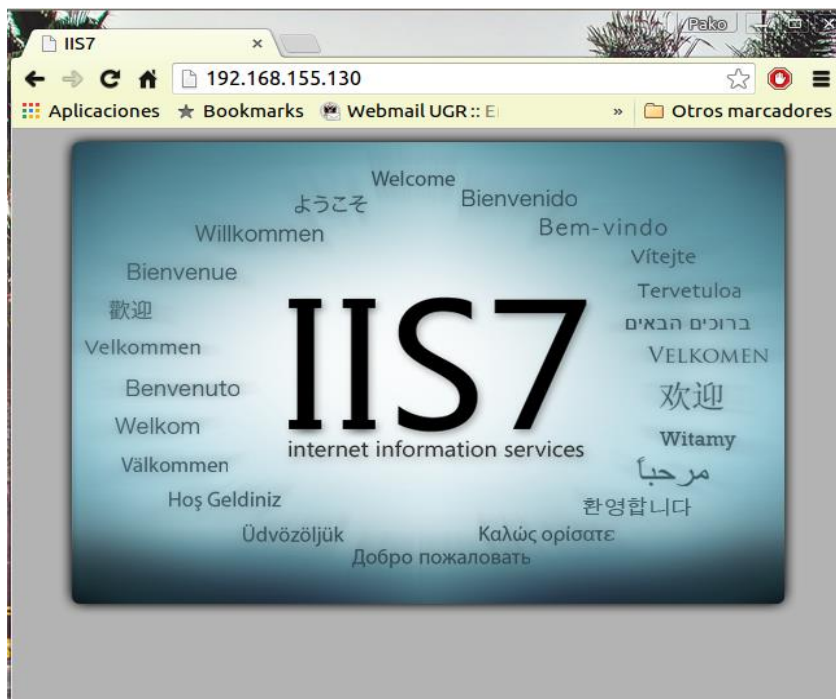 Pako
IIS7
192.168.155.130
Aplicaciones Bookmarks Webmail UGR :: E » Otros marcadores
Welcome
ようこそ
Bienvenido
Willkommen
Bem-vindo
Vítejte
Bienvenue
Tervetuloa
歡迎
ברוכים הבאים
Velkommen
VELKOMEN
Benvenuto
欢迎
Welkom
Witamy
Välkommen
مرحباً
Hoş Geldiniz
환영합니다
Üdvözöljük
Καλώς ορίσατε
Добро пожаловать
IIS7
internet information services